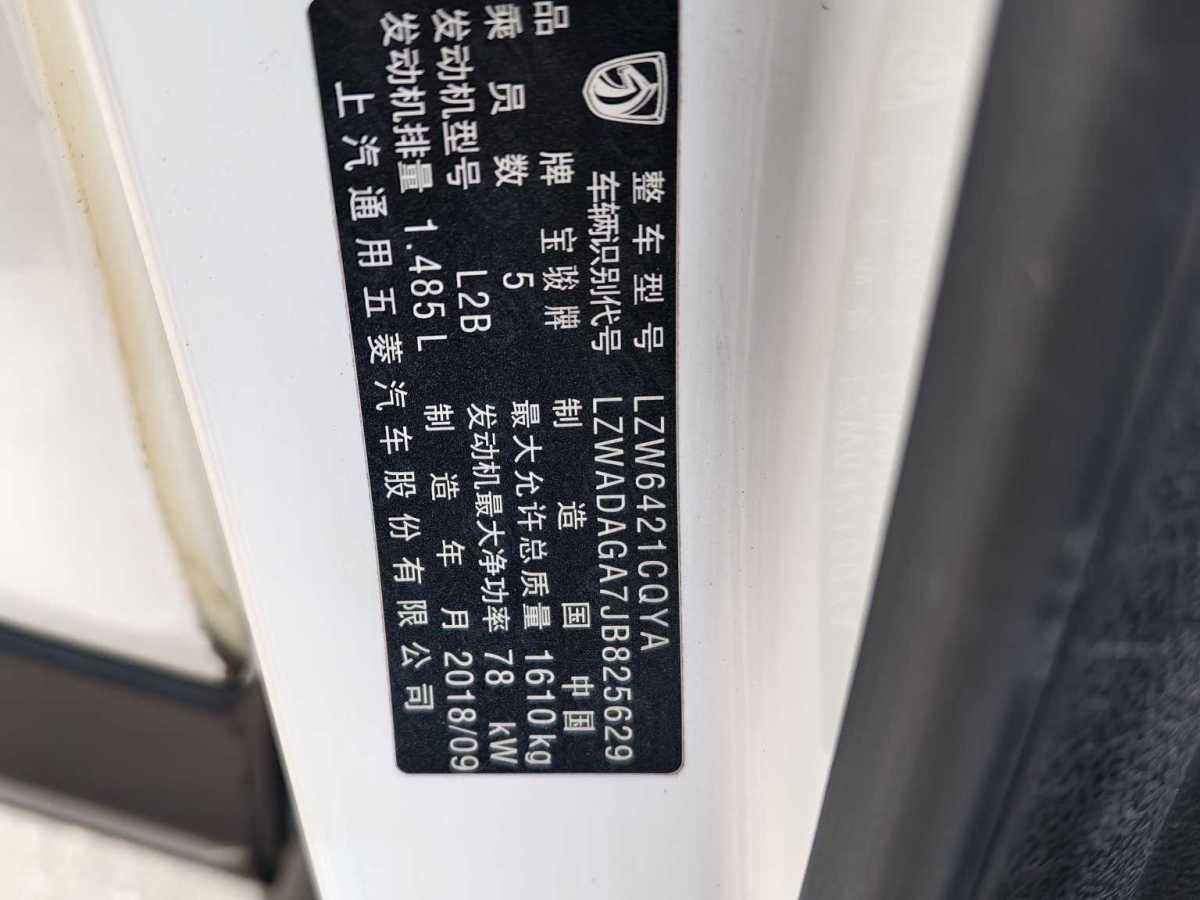 整车型号 LZW6421CQYA
车辆识别代号 LZWADAGA7JB825629
品牌 宝骏牌 制造国 中国
乘员数 5 最大允许总质量 1610kg
发动机型号 L2B 发动机最大净功率 78 kW
发动机排量 1.485L 制造年月 2018/09
上汽通用五菱汽车股份有限公司